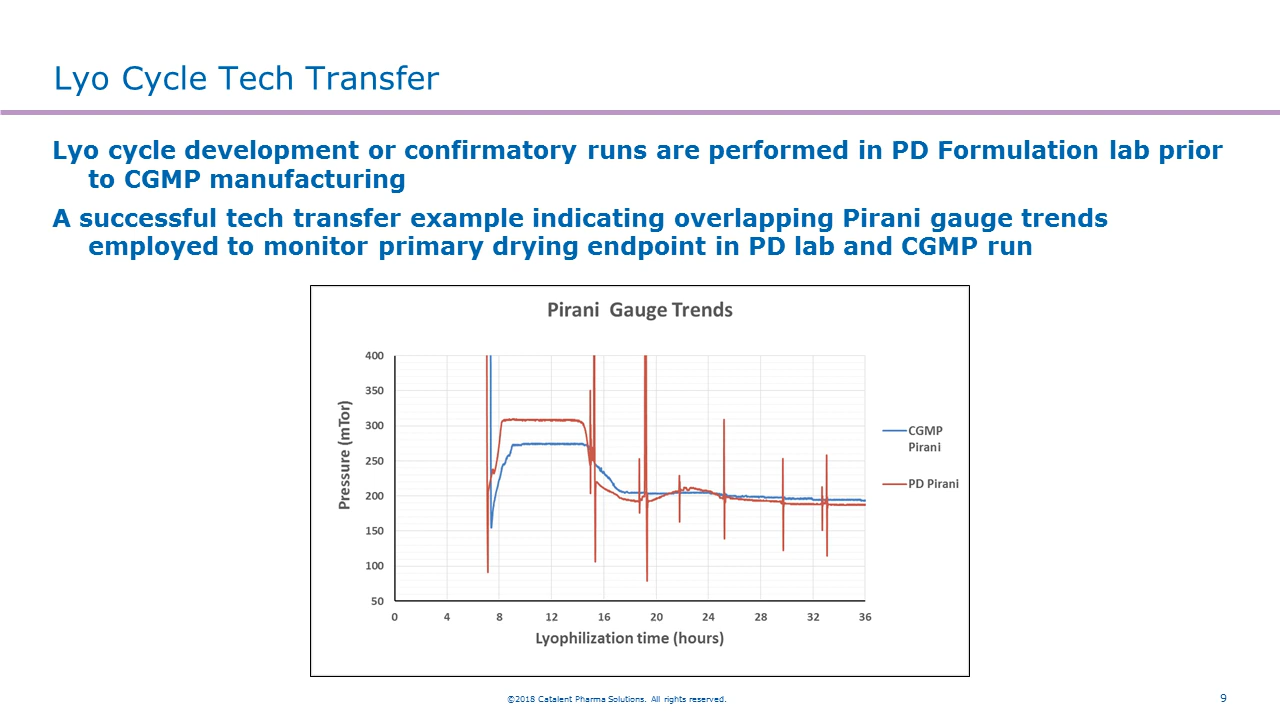 Lyo Cycle Tech Transfer
Lyo cycle development or confirmatory runs are performed in PD Formulation lab prior
to CGMP manufacturing
A successful tech transfer example indicating overlapping Pirani gauge trends
employed to monitor primary drying endpoint in PD lab and CGMP run
Pirani Gauge Trends
Pressure (mTor)
400
350
300
250
200
150
100
50
0 4 8 12 16 20 24 28 32 36
Lyophilization time (hours)
CGMP
Pirani
PD Pirani
©2018 Catalent Pharma Solutions. All rights reserved.
9